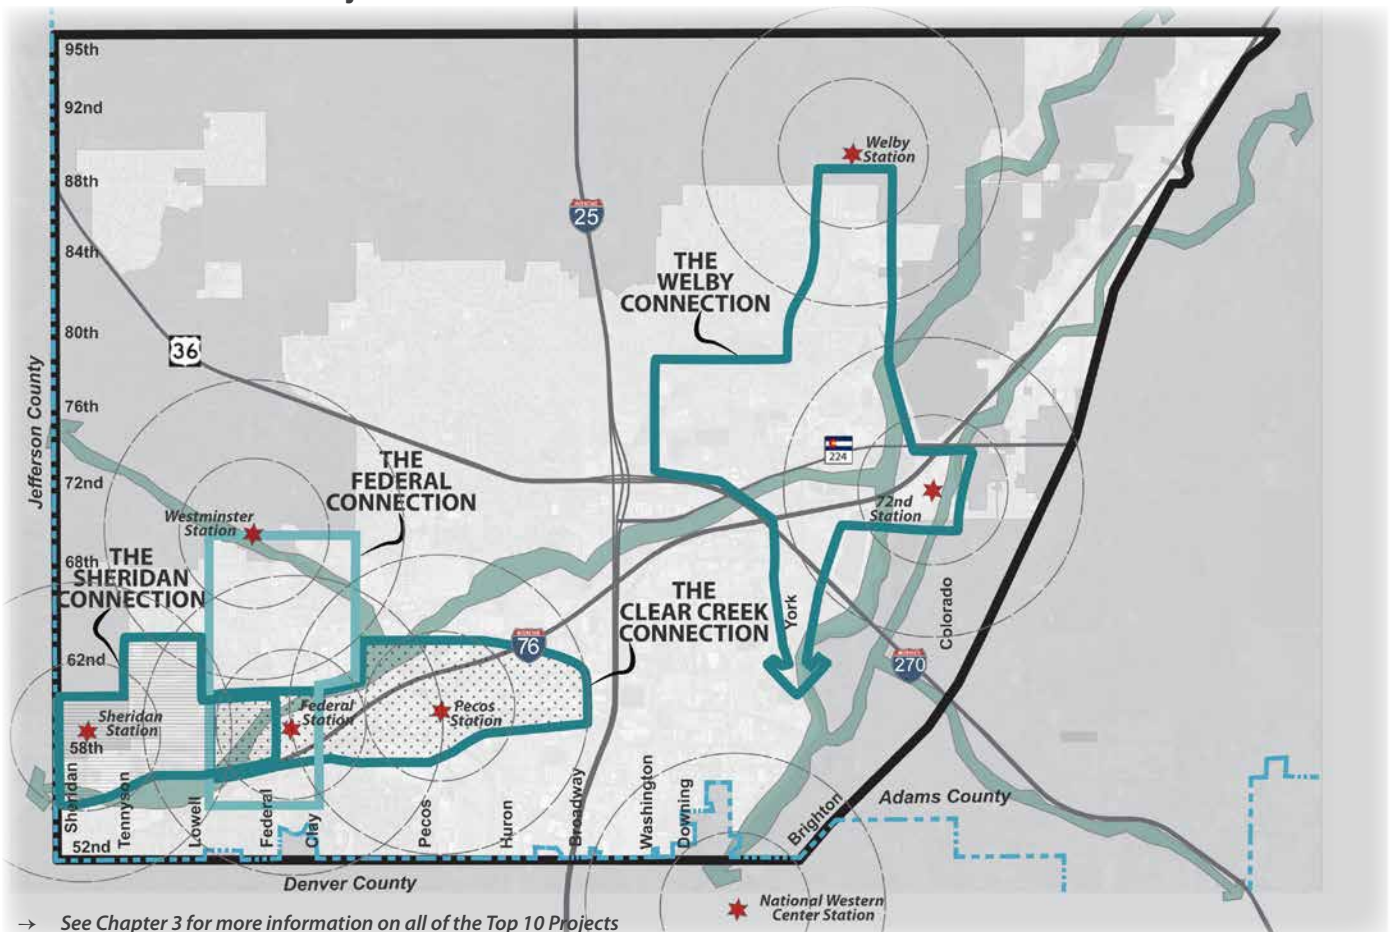 95th
92nd
88th
84th
80th
76th
72nd
68th
62nd
58th
52nd
Jefferson County
36
INTERSTATE
25
Welby
Station
THE
WELBY
CONNECTION
THE
FEDERAL
CONNECTION
Westminster
Station
224
72nd
Station
THE
SHERIDAN
CONNECTION
THE
CLEAR CREEK
CONNECTION
76
270
York
Colorado
Sheridan
Station
Federal
Station
Pecos
Station
Sheridan
Tennyson
Lowell
Federal
Clay
Pecos
Huron
Broadway
Washington
Downing
Brighton
Adams County
Denver County
National Western
Center Station
→ See Chapter 3 for more information on all of the Top 10 Projects